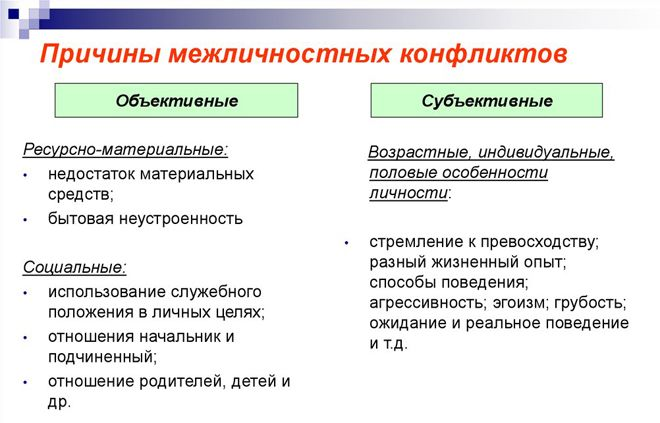 Причины межличностных конфликтов
Объективные
Ресурсно-материальные:
• недостаток материальных
средств;
• бытовая неустроенность
Социальные:
• использование служебного
положения в личных целях;
• отношения начальник и
подчиненный;
• отношение родителей, детей и
др.
Субъективные
Возрастные, индивидуальные,
половые особенности
личности:
• стремление к превосходству;
разный жизненный опыт;
способы поведения;
агрессивность; эгоизм; грубость;
ожидание и реальное поведение
и т.д.